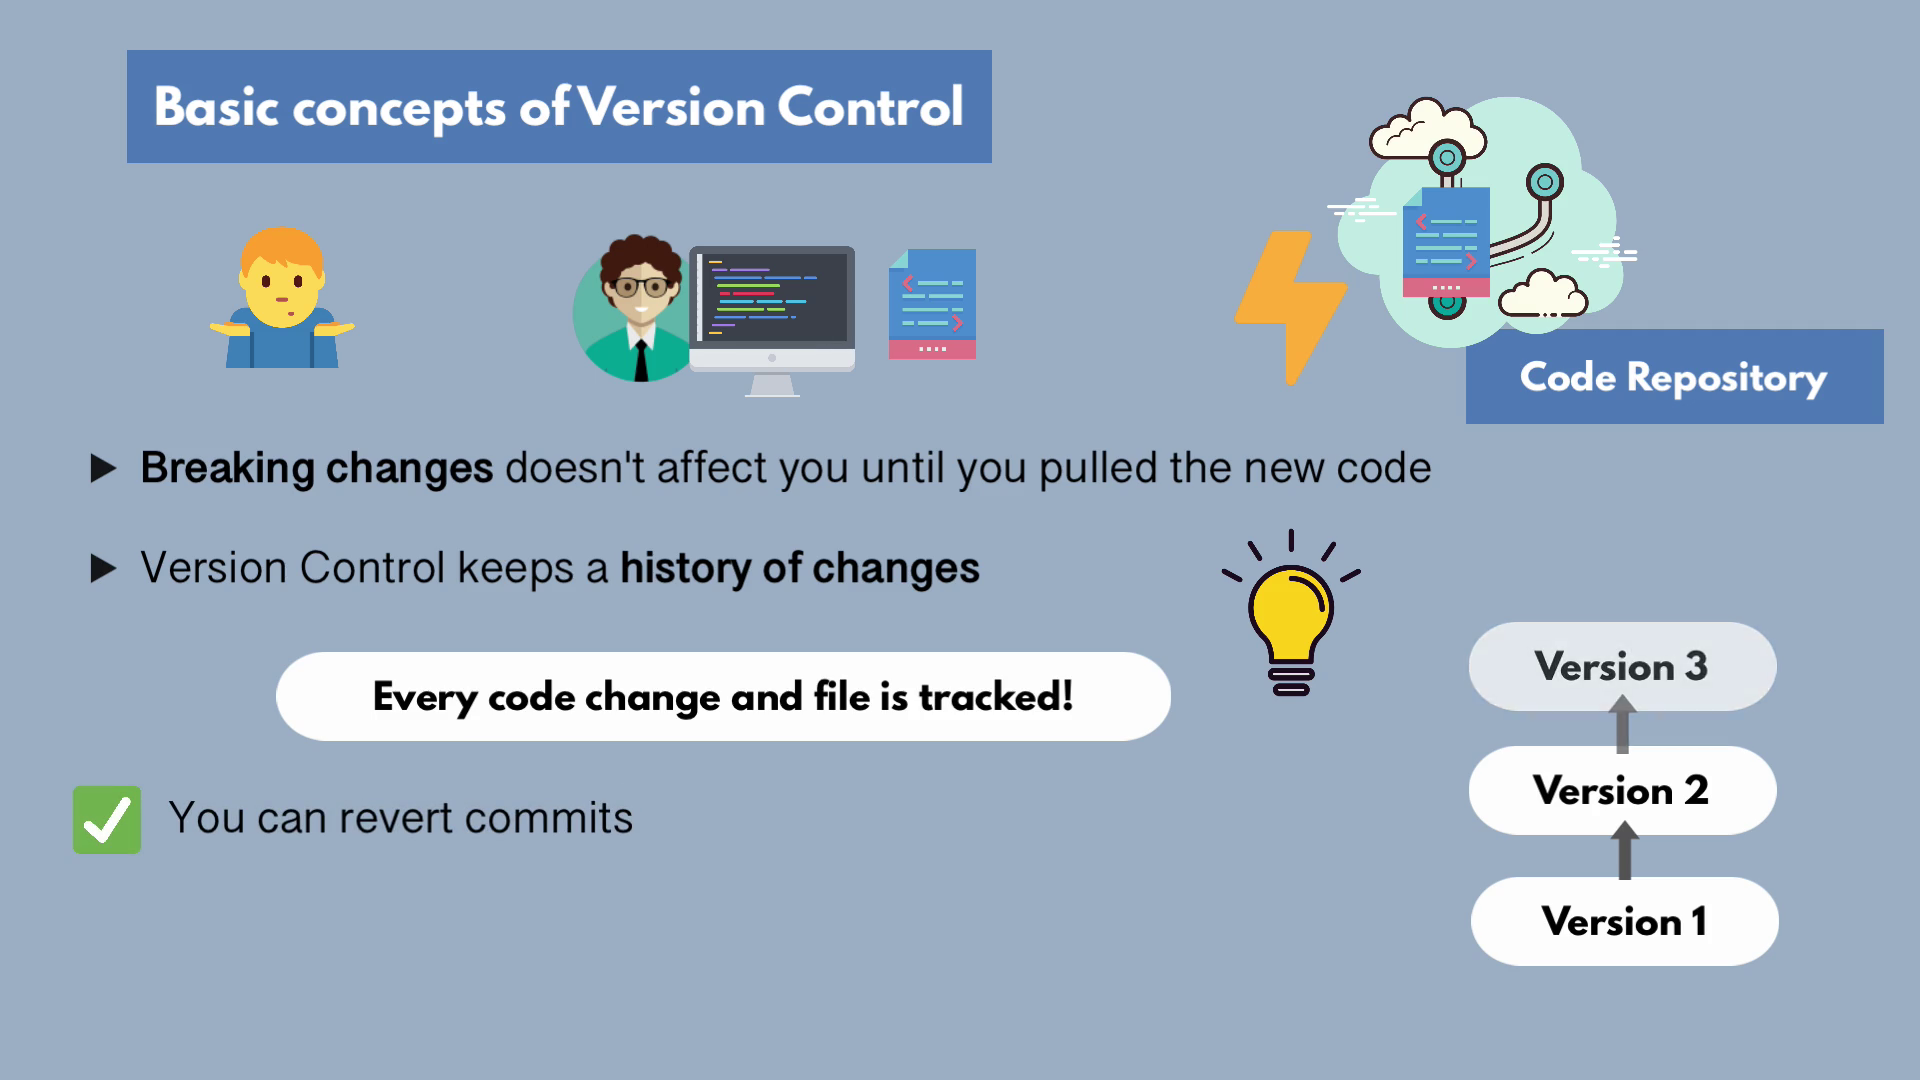 Basic concepts of Version Control
Code Repository
Breaking changes doesn't affect you until you pulled the new code
Version Control keeps a history of changes
Every code change and file is tracked!
You can revert commits
Version 3
Version 2
Version 1